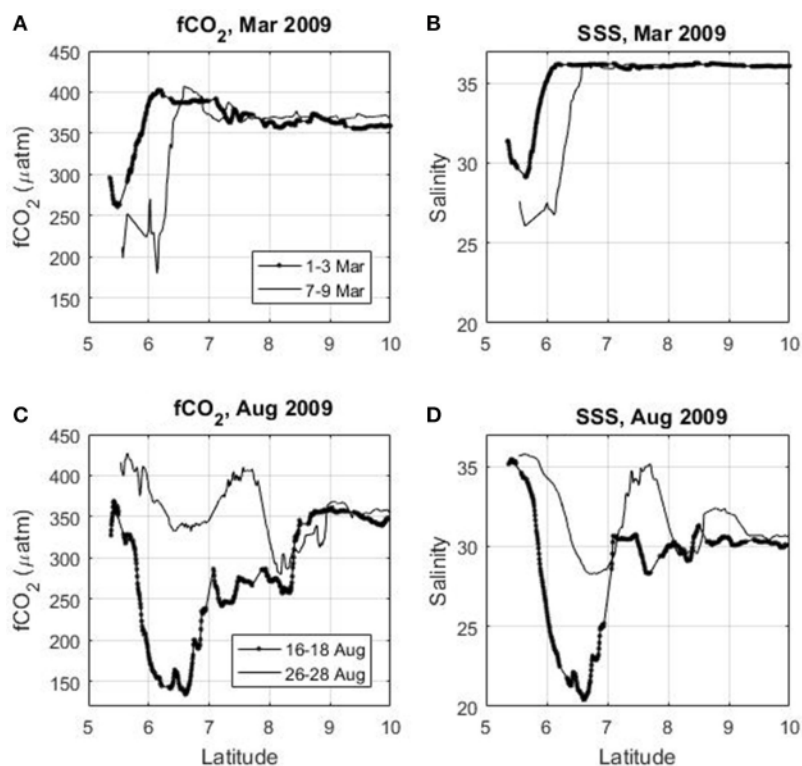 A
fCO2, Mar 2009
450
400
350
300
250
200
150
fCO2 (μatm)
1-3 Mar
7-9 Mar
5 6 7 8 9 10
B
SSS, Mar 2009
35
30
25
20
Salinity
5 6 7 8 9 10
C
fCO2, Aug 2009
450
400
350
300
250
200
150
fCO2 (μatm)
16-18 Aug
26-28 Aug
5 6 7 8 9 10
Latitude
D
SSS, Aug 2009
35
30
25
20
Salinity
5 6 7 8 9 10
Latitude